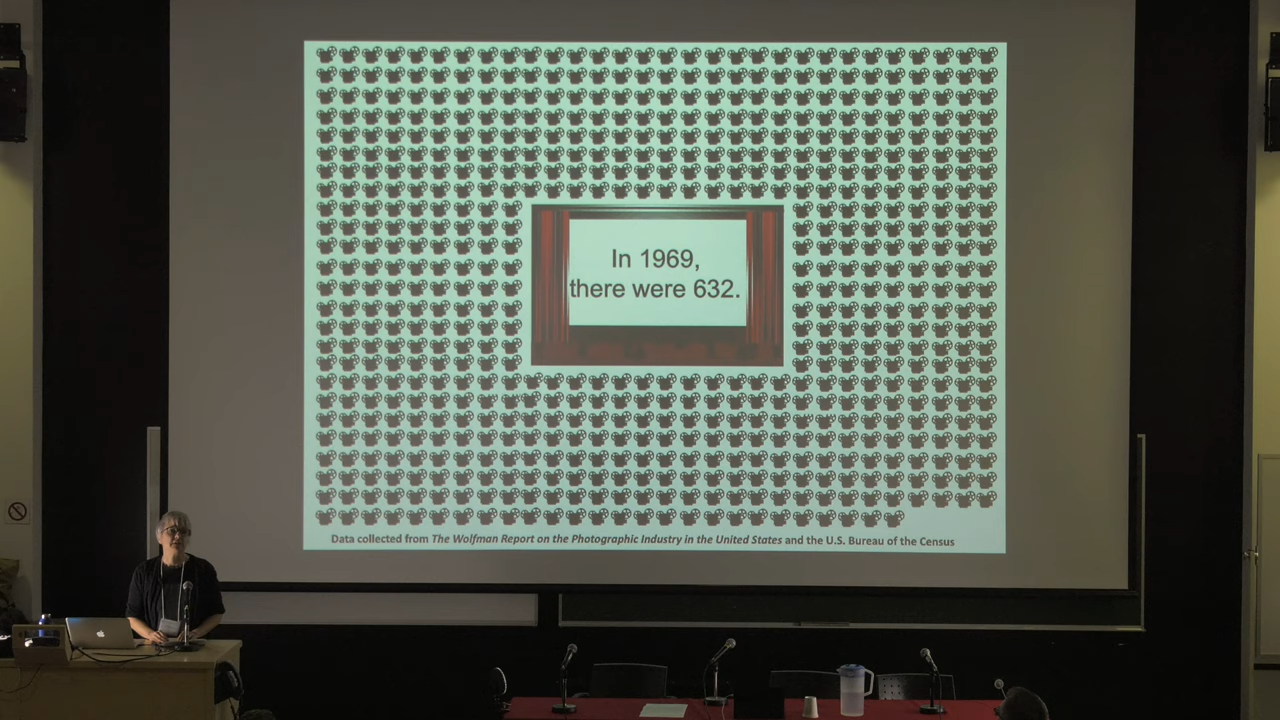 In 1969,
there were 632.
Data collected from The Wolfman Report on the Photographic Industry in the United States and the U.S. Bureau of the Census